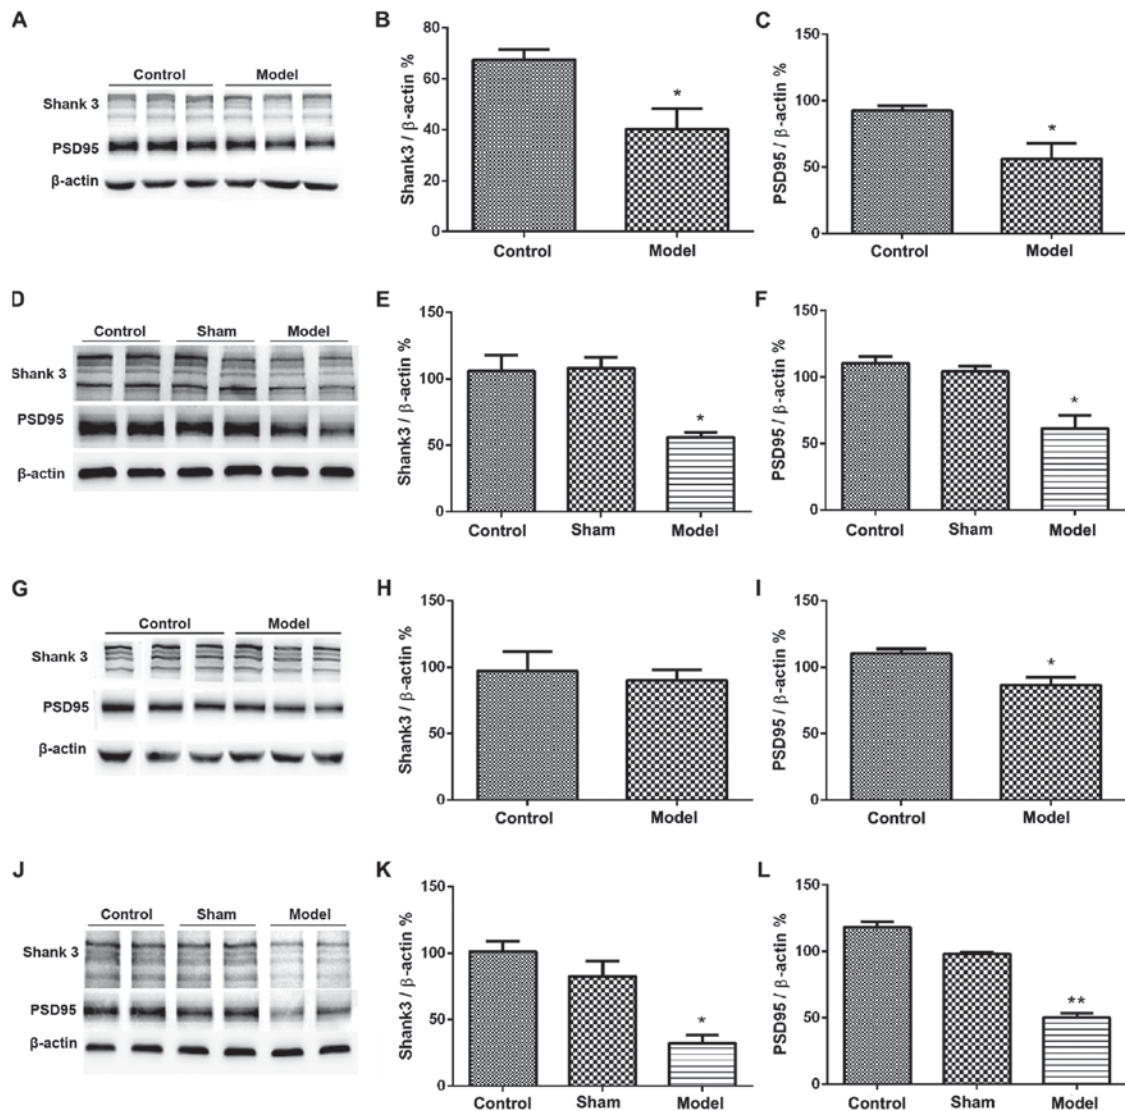 A
Control Model
Shank 3
PSD95
β-actin
B
Shank3 / β-actin %
80
60
40
20
0
*
Control Model
C
PSD95 / β-actin %
150
100
50
0
*
Control Model
D
Control Sham Model
Shank 3
PSD95
β-actin
E
Shank3 / β-actin %
150
100
50
0
*
Control Sham Model
F
PSD95 / β-actin %
150
100
50
0
*
Control Sham Model
G
Control Model
Shank 3
PSD95
β-actin
H
Shank3 / β-actin %
150
100
50
0
Control Model
I
PSD95 / β-actin %
150
100
50
0
*
Control Model
J
Control Sham Model
Shank 3
PSD95
β-actin
K
Shank3 / β-actin %
150
100
50
0
*
Control Sham Model
L
PSD95 / β-actin %
150
100
50
0
**
Control Sham Model